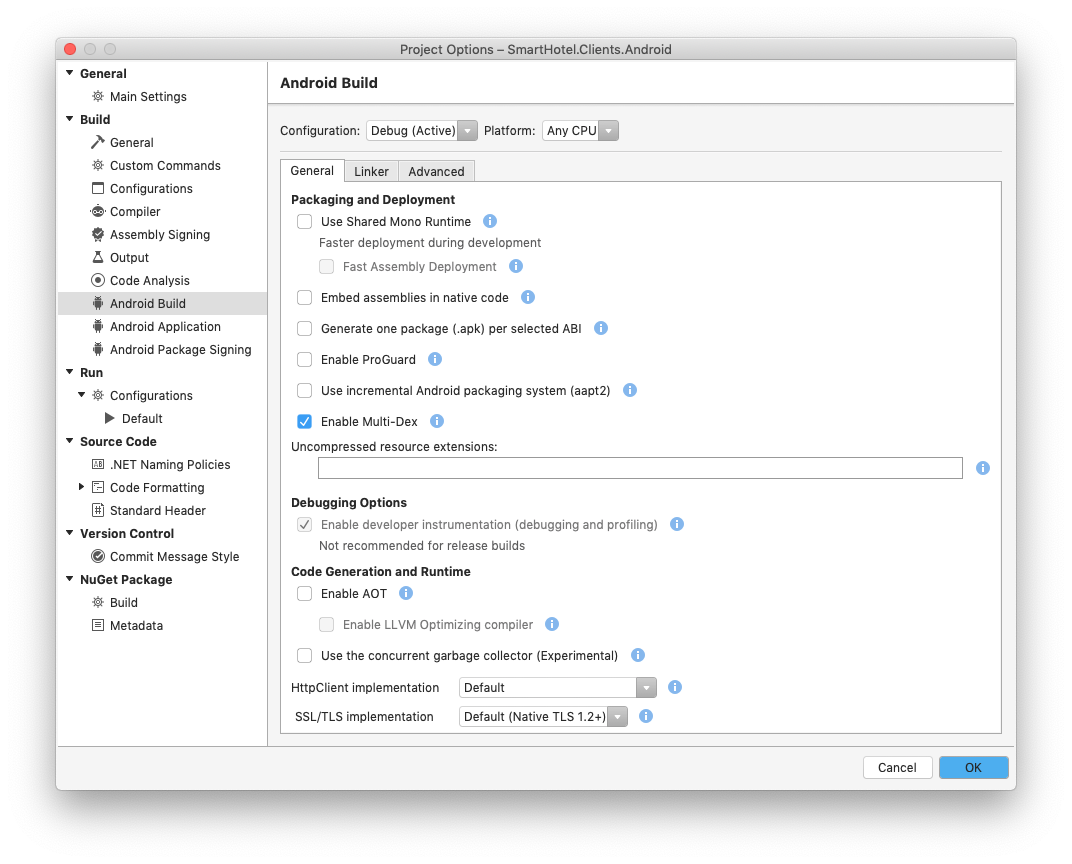 Project Options – SmartHotel.Clients.Android
General
Main Settings
Build
General
Custom Commands
Configurations
Compiler
Assembly Signing
Output
Code Analysis
Android Build
Android Application
Android Package Signing
Run
Configurations
Default
Source Code
.NET Naming Policies
Code Formatting
Standard Header
Version Control
Commit Message Style
NuGet Package
Build
Metadata
Android Build
Configuration: Debug (Active) Platform: Any CPU
General Linker Advanced
Packaging and Deployment
Use Shared Mono Runtime
Faster deployment during development
Fast Assembly Deployment
Embed assemblies in native code
Generate one package (.apk) per selected ABI
Enable ProGuard
Use incremental Android packaging system (aapt2)
Enable Multi-Dex
Uncompressed resource extensions:
Debugging Options
Enable developer instrumentation (debugging and profiling)
Not recommended for release builds
Code Generation and Runtime
Enable AOT
Enable LLVM Optimizing compiler
Use the concurrent garbage collector (Experimental)
HttpClient implementation Default
SSL/TLS implementation Default (Native TLS 1.2+)
Cancel OK